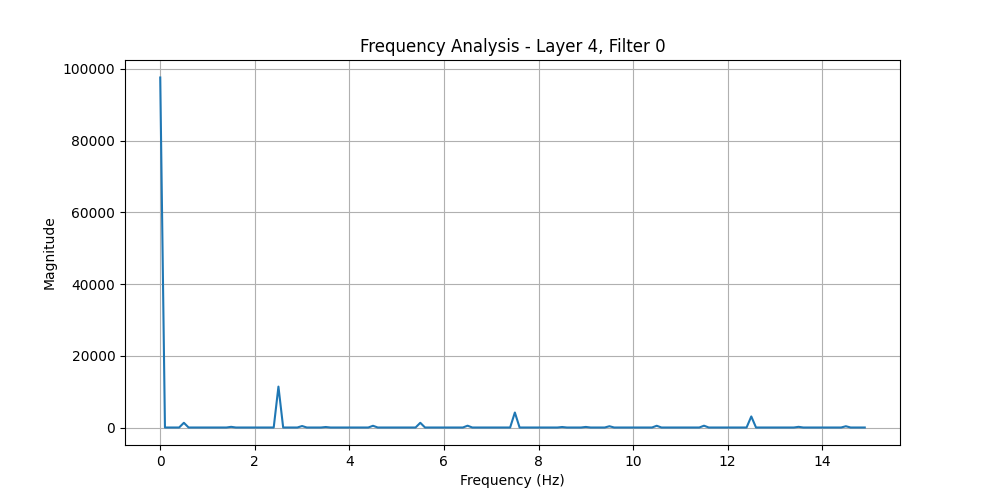 Frequency Analysis - Layer 4, Filter 0
100000
80000
60000
40000
20000
0
Magnitude
0 2 4 6 8 10 12 14
Frequency (Hz)